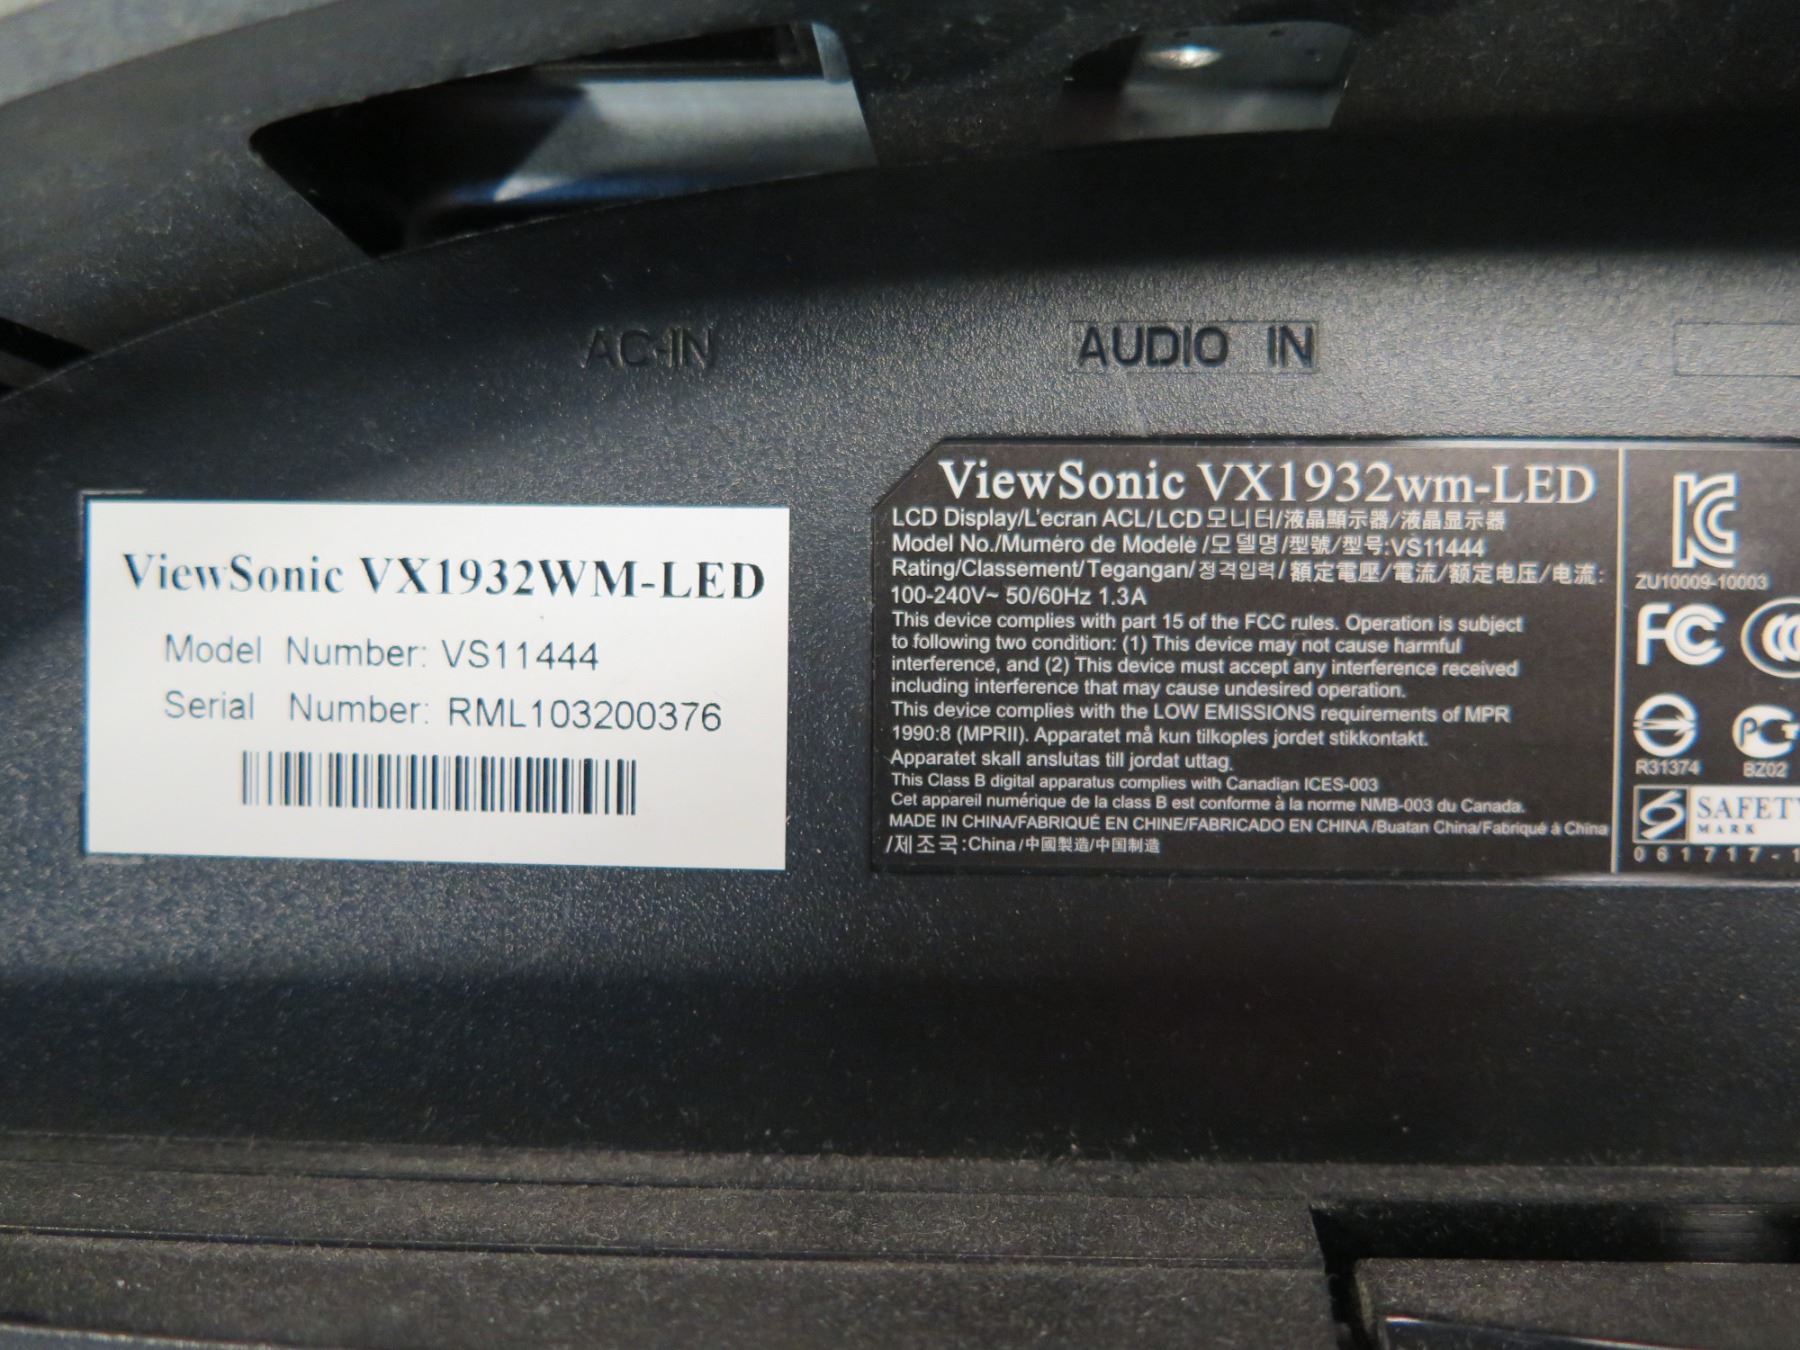 AC-IN
AUDIO IN
ViewSonic VX1932WM-LED
Model Number: VS11444
Serial Number: RML103200376
ViewSonic VX1932wm-LED
LCD Display/L'ecran ACL/LCD 모니터/液晶顯示器/液晶显示器
Model No./Muméro de Modelé /모델명/型號/型号:VS11444
Rating/Classement/Tegangan/정격입력/額定電壓/電流/额定电压/电流:
100-240V~ 50/60Hz 1.3A
This device complies with part 15 of the FCC rules. Operation is subject
to following two condition: (1) This device may not cause harmful
interference, and (2) This device must accept any interference received
including interference that may cause undesired operation.
This device complies with the LOW EMISSIONS requirements of MPR
1990:8 (MPRII). Apparatet må kun tilkoples jordet stikkontakt.
Apparatet skall anslutas till jordat uttag.
This Class B digital apparatus complies with Canadian ICES-003
Cet appareil numérique de la class B est conforme à la norme NMB-003 du Canada.
MADE IN CHINA/FABRIQUÉ EN CHINE/FABRICADO EN CHINA /Buatan China/Fabriqué à China
/제조국:China/中國製造/中国制造
ZU10009-10003
FC
R31374
BZ02
SAFETY
MARK
061717-1